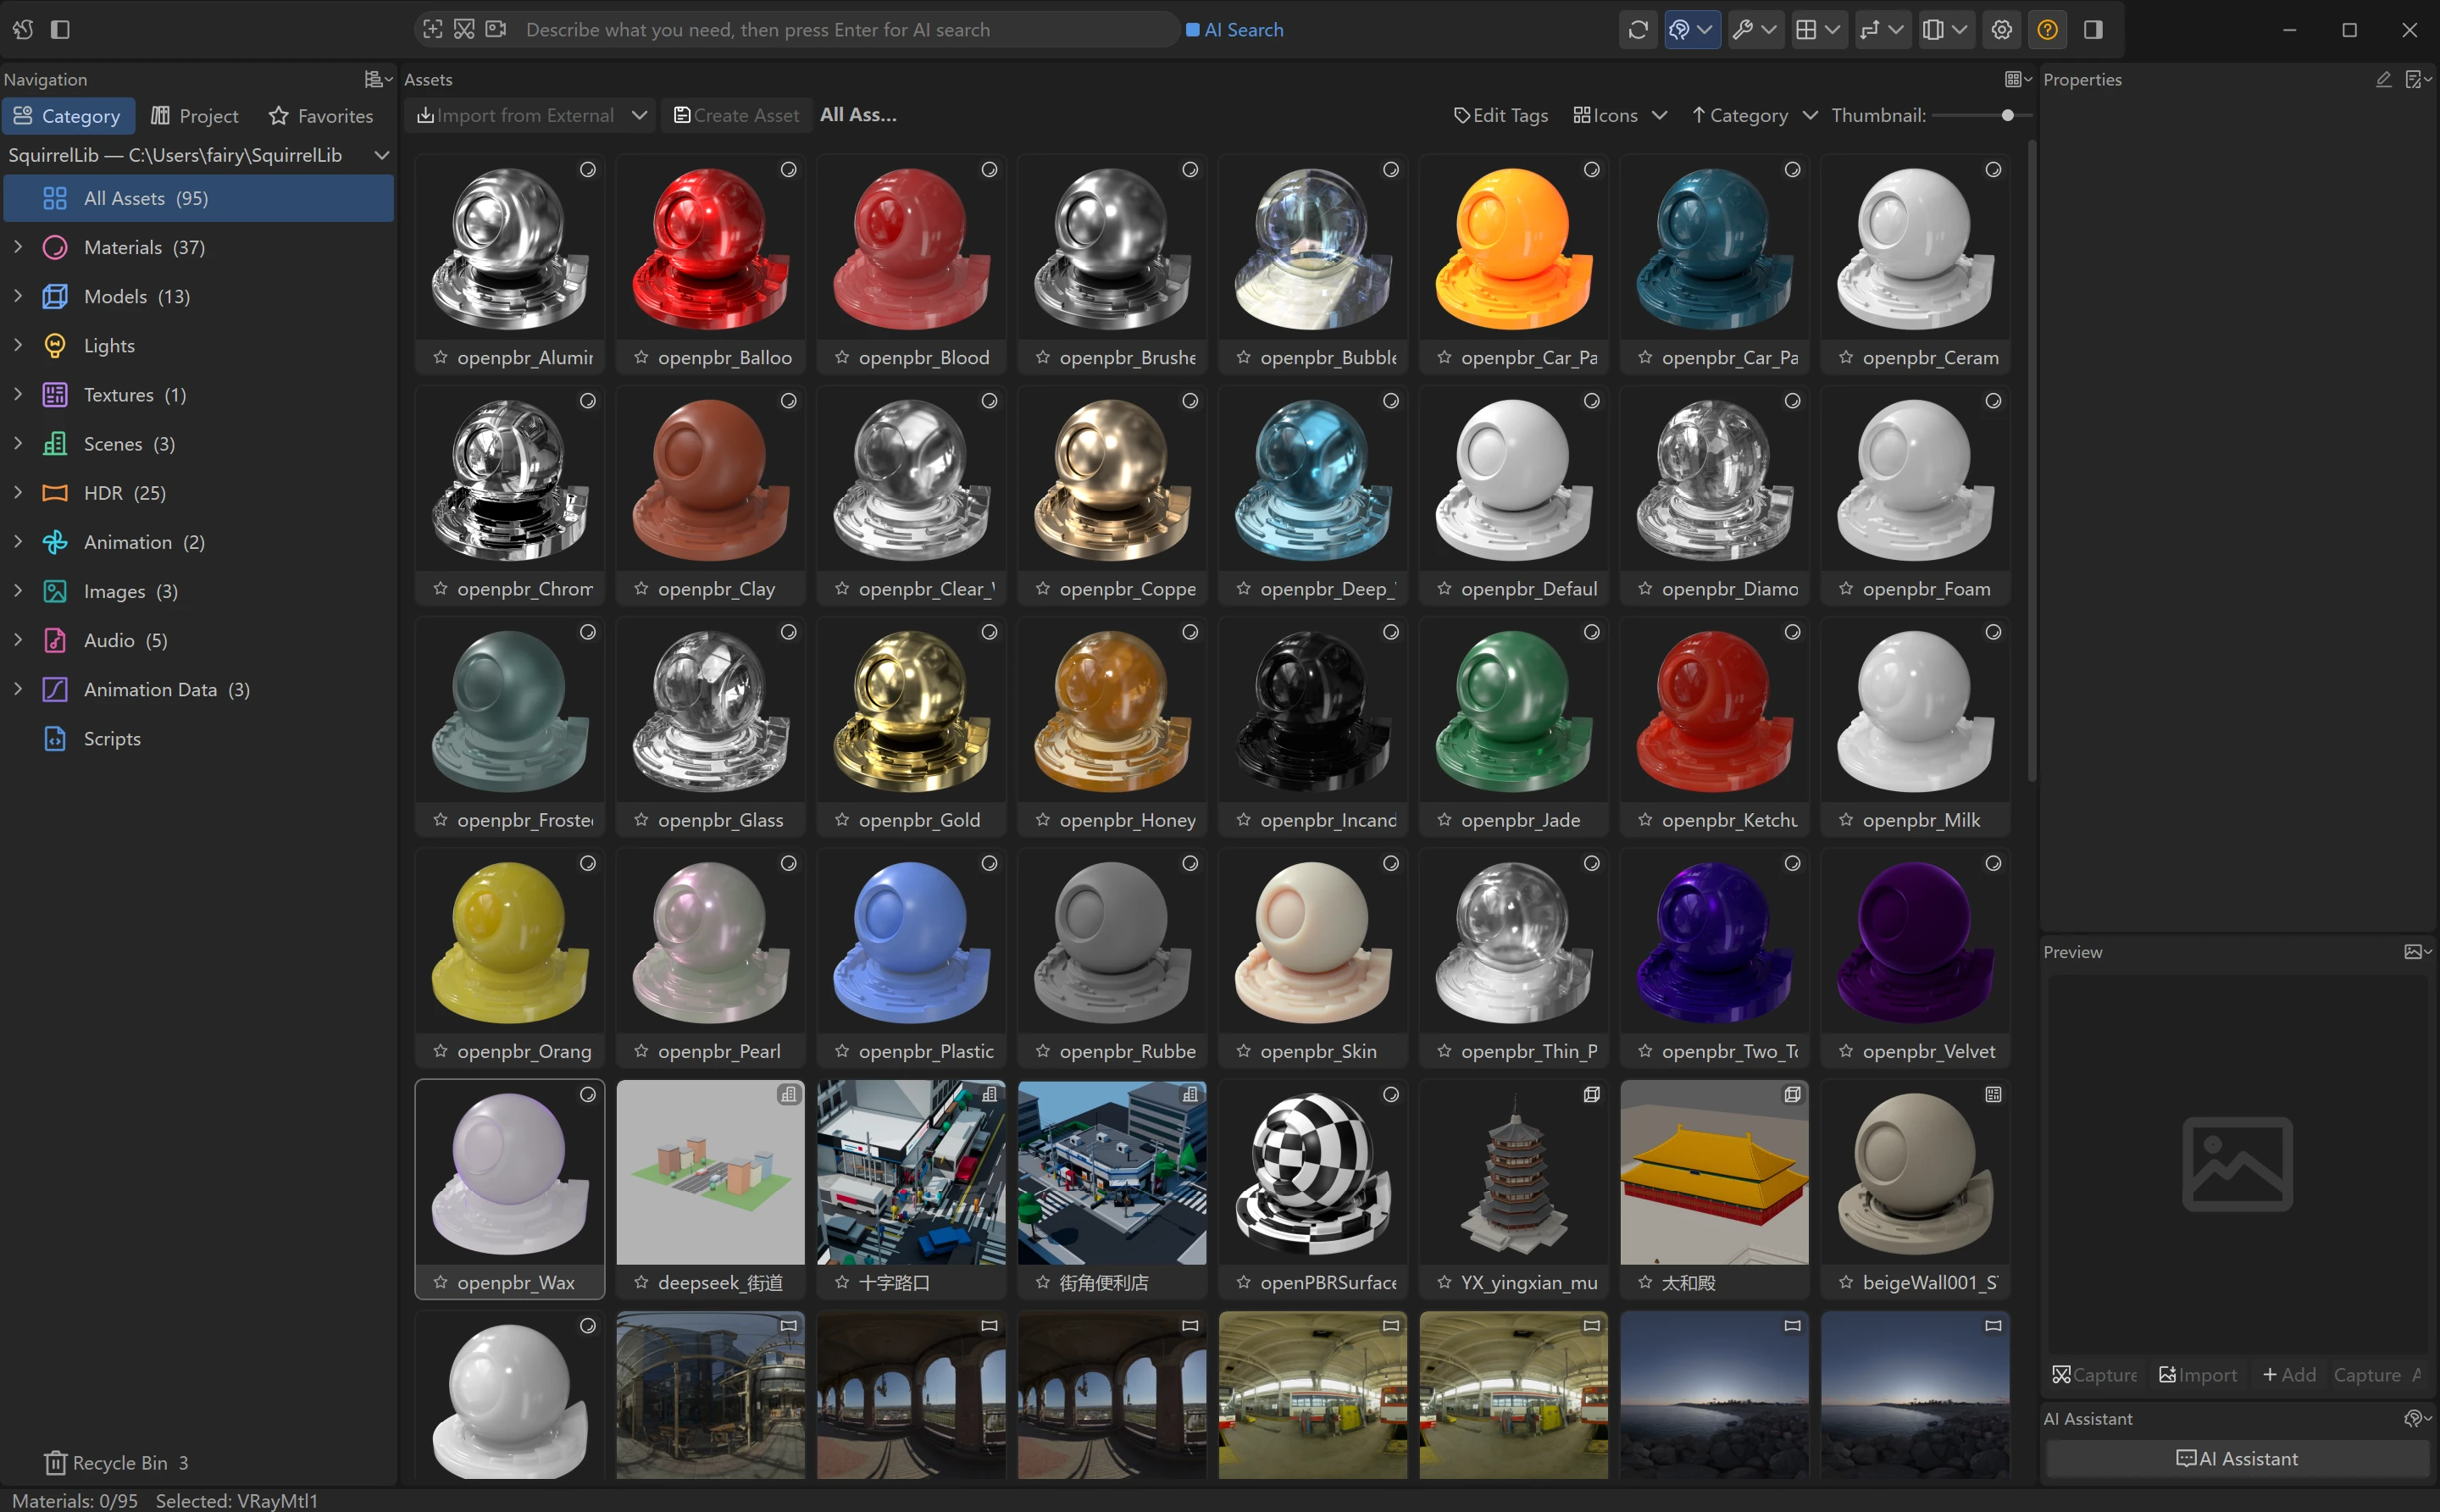 Describe what you need, then press Enter for AI search
AI Search
Navigation
Category
Project
Favorites
SquirrelLib — C:\Users\fairy\SquirrelLib
All Assets (95)
Materials (37)
Models (13)
Lights
Textures (1)
Scenes (3)
HDR (25)
Animation (2)
Images (3)
Audio (5)
Animation Data (3)
Scripts
Recycle Bin 3
Assets
Import from External
Create Asset
All Ass...
Edit Tags
Icons
Category
Thumbnail:
openpbr_Alumin
openpbr_Balloo
openpbr_Blood
openpbr_Brushe
openpbr_Bubble
openpbr_Car_Pa
openpbr_Car_Pa
openpbr_Ceram
openpbr_Chrom
openpbr_Clay
openpbr_Clear_
openpbr_Coppe
openpbr_Deep_
openpbr_Defaul
openpbr_Diamo
openpbr_Foam
openpbr_Froste
openpbr_Glass
openpbr_Gold
openpbr_Honey
openpbr_Incand
openpbr_Jade
openpbr_Ketchu
openpbr_Milk
openpbr_Orang
openpbr_Pearl
openpbr_Plastic
openpbr_Rubbe
openpbr_Skin
openpbr_Thin_P
openpbr_Two_To
openpbr_Velvet
openpbr_Wax
deepseek_街道
十字路口
街角便利店
openPBRSurface
YX_yingxian_mu
太和殿
beigeWall001_S
Properties
Preview
Capture
Import
Add
Capture A
AI Assistant
AI Assistant
Materials: 0/95 Selected: VRayMtl1